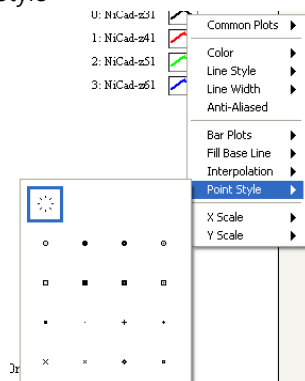 Style
0: NiCad-z31
1: NiCad-z41
2: NiCad-z51
3: NiCad-z61
Common Plots
Color
Line Style
Line Width
Anti-Aliased
Bar Plots
Fill Base Line
Interpolation
Point Style
X Scale
Y Scale